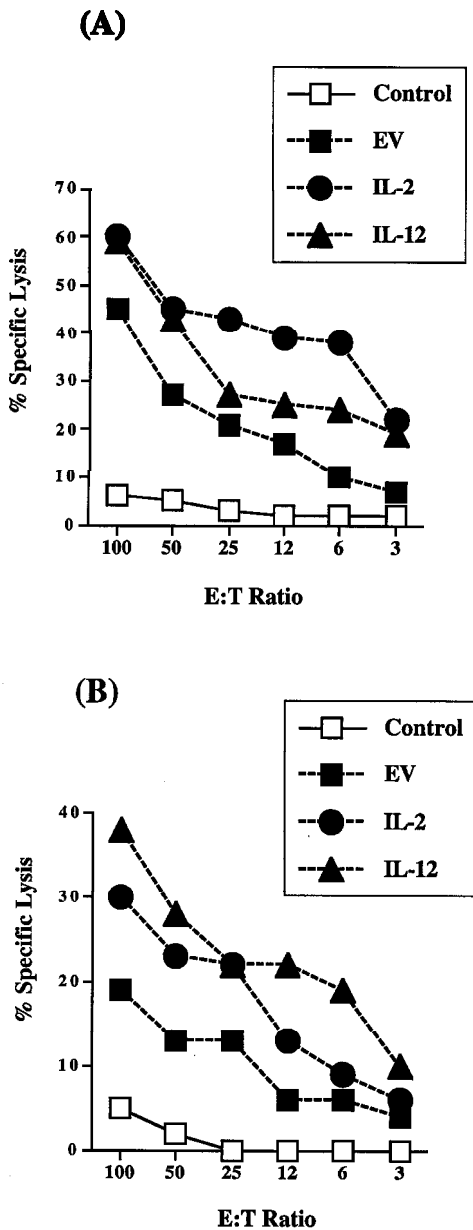 (A)
Control
EV
IL-2
IL-12
70
60
50
40
30
20
10
0
% Specific Lysis
100 50 25 12 6 3
E:T Ratio
(B)
Control
EV
IL-2
IL-12
40
30
20
10
0
% Specific Lysis
100 50 25 12 6 3
E:T Ratio